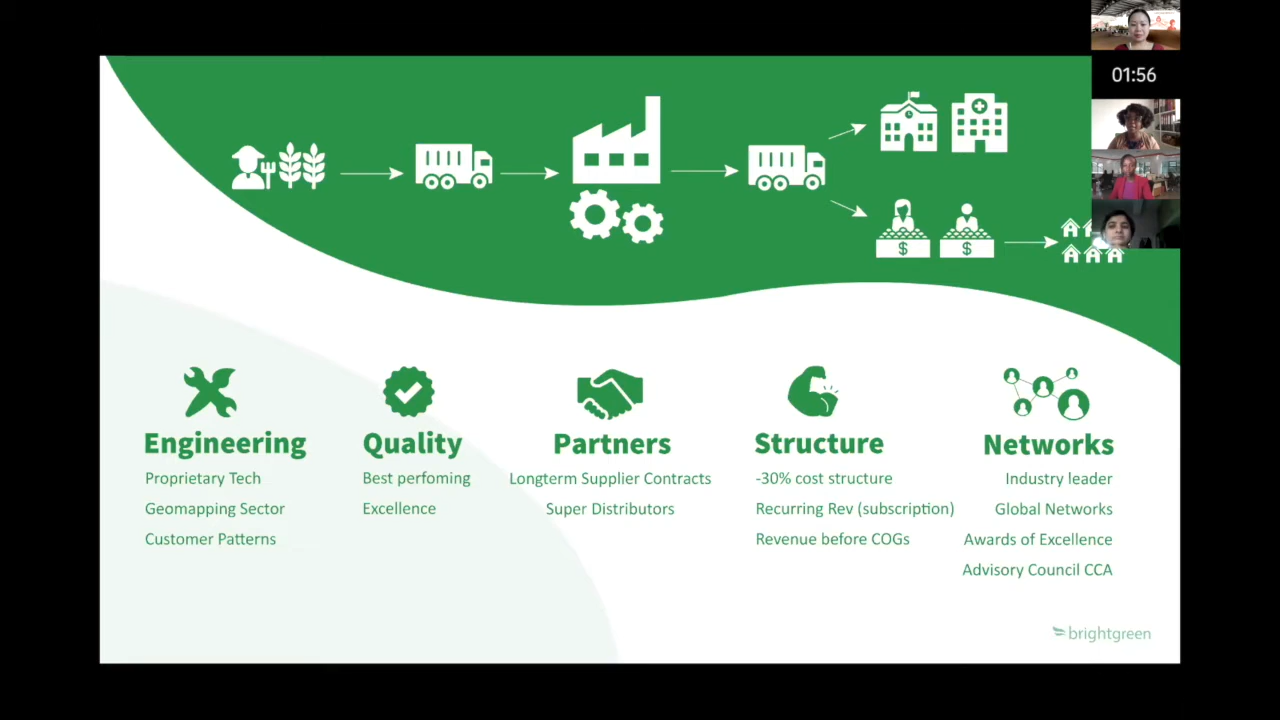 01:56
$
$
Engineering
Proprietary Tech
Geomapping Sector
Customer Patterns
Quality
Best perfoming
Excellence
Partners
Longterm Supplier Contracts
Super Distributors
Structure
-30% cost structure
Recurring Rev (subscription)
Revenue before COGs
Networks
Industry leader
Global Networks
Awards of Excellence
Advisory Council CCA
brightgreen